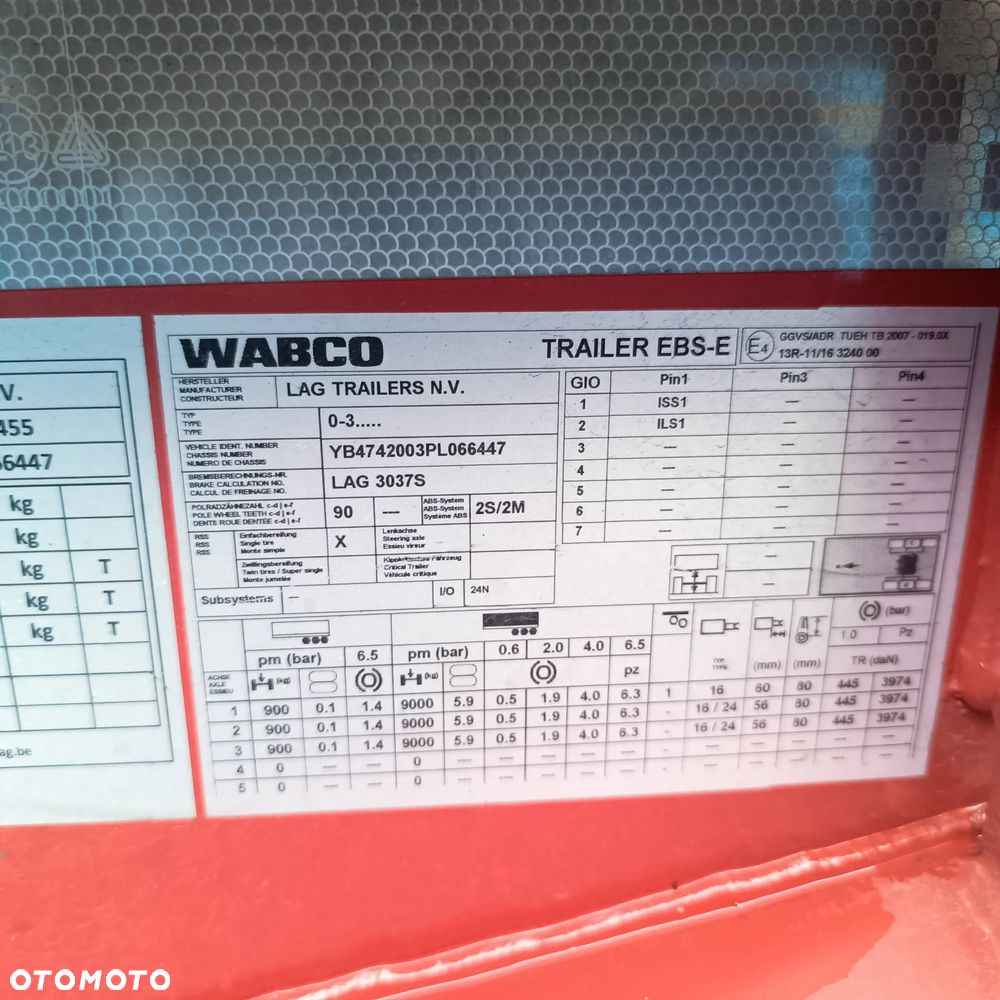 V.
455
66447
kg
kg
kg T
kg T
kg T
ag.be
WABCO TRAILER EBS-E E4 GGVS/ADR TUEH TB 2007 - 019.0X
13R-11/16 3240 00
HERSTELLER
MANUFACTURER
CONSTRUCTEUR
LAG TRAILERS N.V.
TYP
TYPE
TYPE
0-3.....
VEHICLE IDENT. NUMBER
CHASSIS NUMBER
NUMERO DE CHASSIS
YB4742003PL066447
BREMSBERECHNUNGS-NR.
BRAKE CALCULATION NO.
CALCUL DE FREINAGE NO.
LAG 3037S
POLRADZÄHNEZAHL c-d | e-f
POLE WHEEL TEETH c-d | e-f
DENTS ROUE DENTÉE c-d | e-f
90 —
ABS-System
ABS-System
Système ABS
2S/2M
RSS
RSS
RSS
Einfachbereifung
Single tire
Monte simple
X
Lenkachse
Steering axle
Essieu vireur
Zwillingsbereifung
Twin tires / Super single
Monte jumelée
Kippkritisches Fahrzeug
Critical Trailer
Véhicule critique
Subsystems — I/O 24N
GIO Pin1 Pin3 Pin4
1 ISS1 — —
2 ILS1 — —
3 — — —
4 — — —
5 — — —
6 — — —
7 — — —
—
—
pm (bar) 6.5 pm (bar) 0.6 2.0 4.0 6.5 (bar)
1.0 Pz
ACHSE
AXLE
ESSIEU
(kg) (kg) pz TYP TYPE (mm) (mm) TR (daN)
1 900 0.1 1.4 9000 5.9 0.5 1.9 4.0 6.3 1 16 60 80 445 3974
2 900 0.1 1.4 9000 5.9 0.5 1.9 4.0 6.3 - 16 / 24 56 80 445 3974
3 900 0.1 1.4 9000 5.9 0.5 1.9 4.0 6.3 - 16 / 24 56 80 445 3974
4 0 — — 0 — — — — — - — — — — —
5 0 — — 0 — — — — — - — — — — —
OTOMOTO